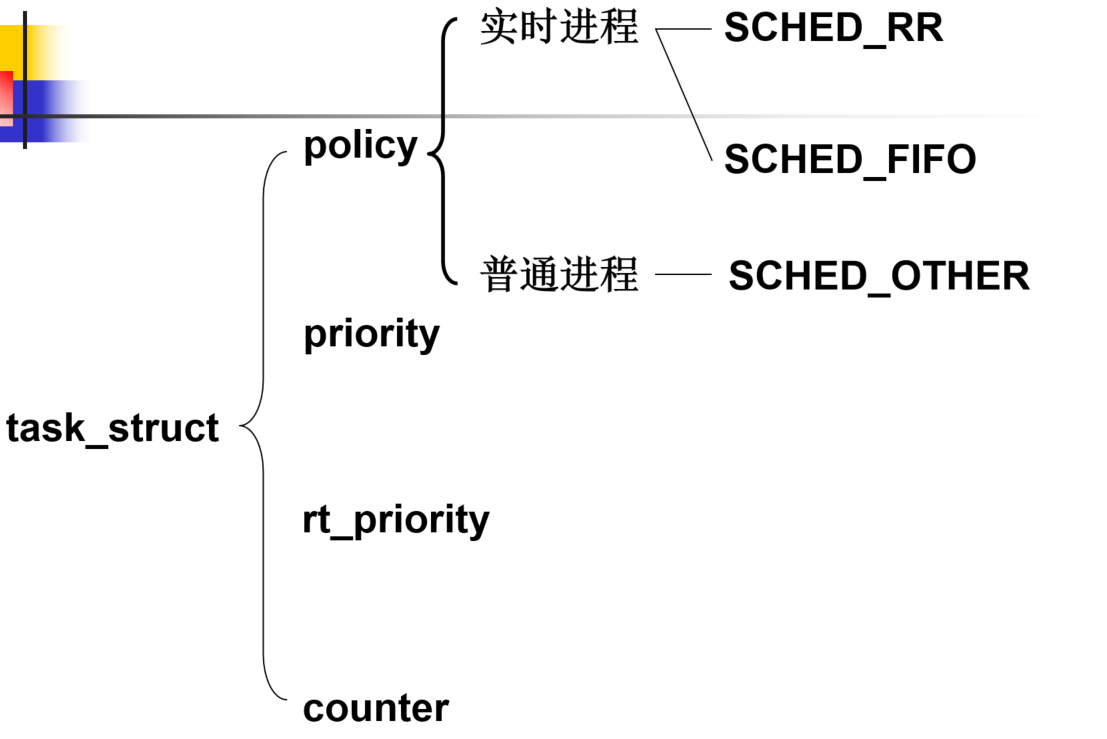 实时进程 SCHED_RR
policy
SCHED_FIFO
普通进程 SCHED_OTHER
priority
task_struct
rt_priority
counter